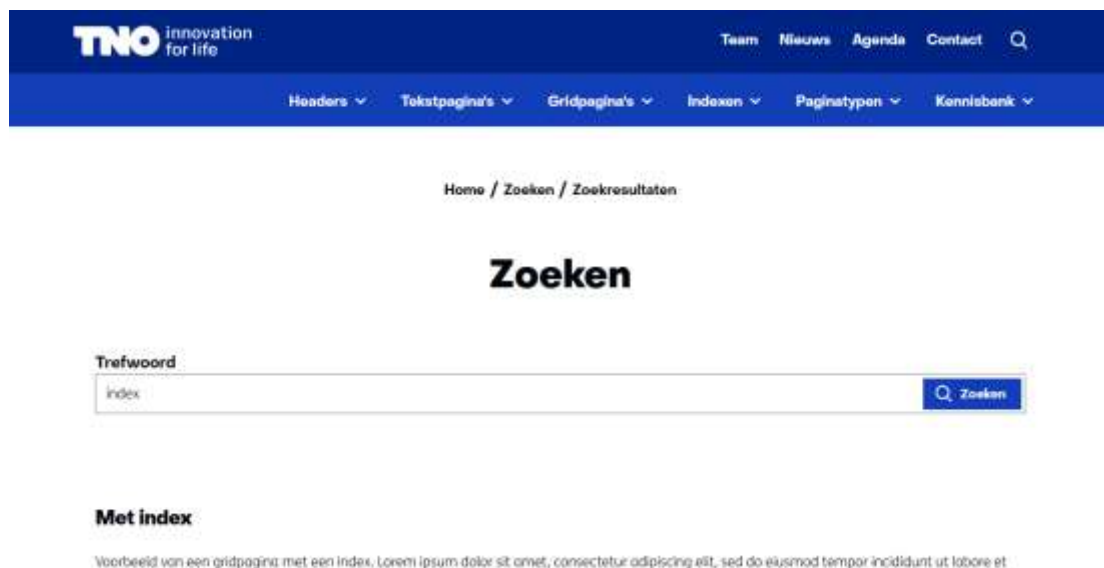 TNO innovation
for life
Team Nieuws Agenda Contact
Headers Tekstpagina's Gridpagina's Indexen Paginatypen Kennisbank
Home / Zoeken / Zoekresultaten
Zoeken
Trefwoord
index
Zoeken
Met index
Voorbeeld van een gridpagina met een index. Lorem ipsum dolor sit amet, consectetur adipiscing elit, sed do eiusmod tempor incididunt ut labore et